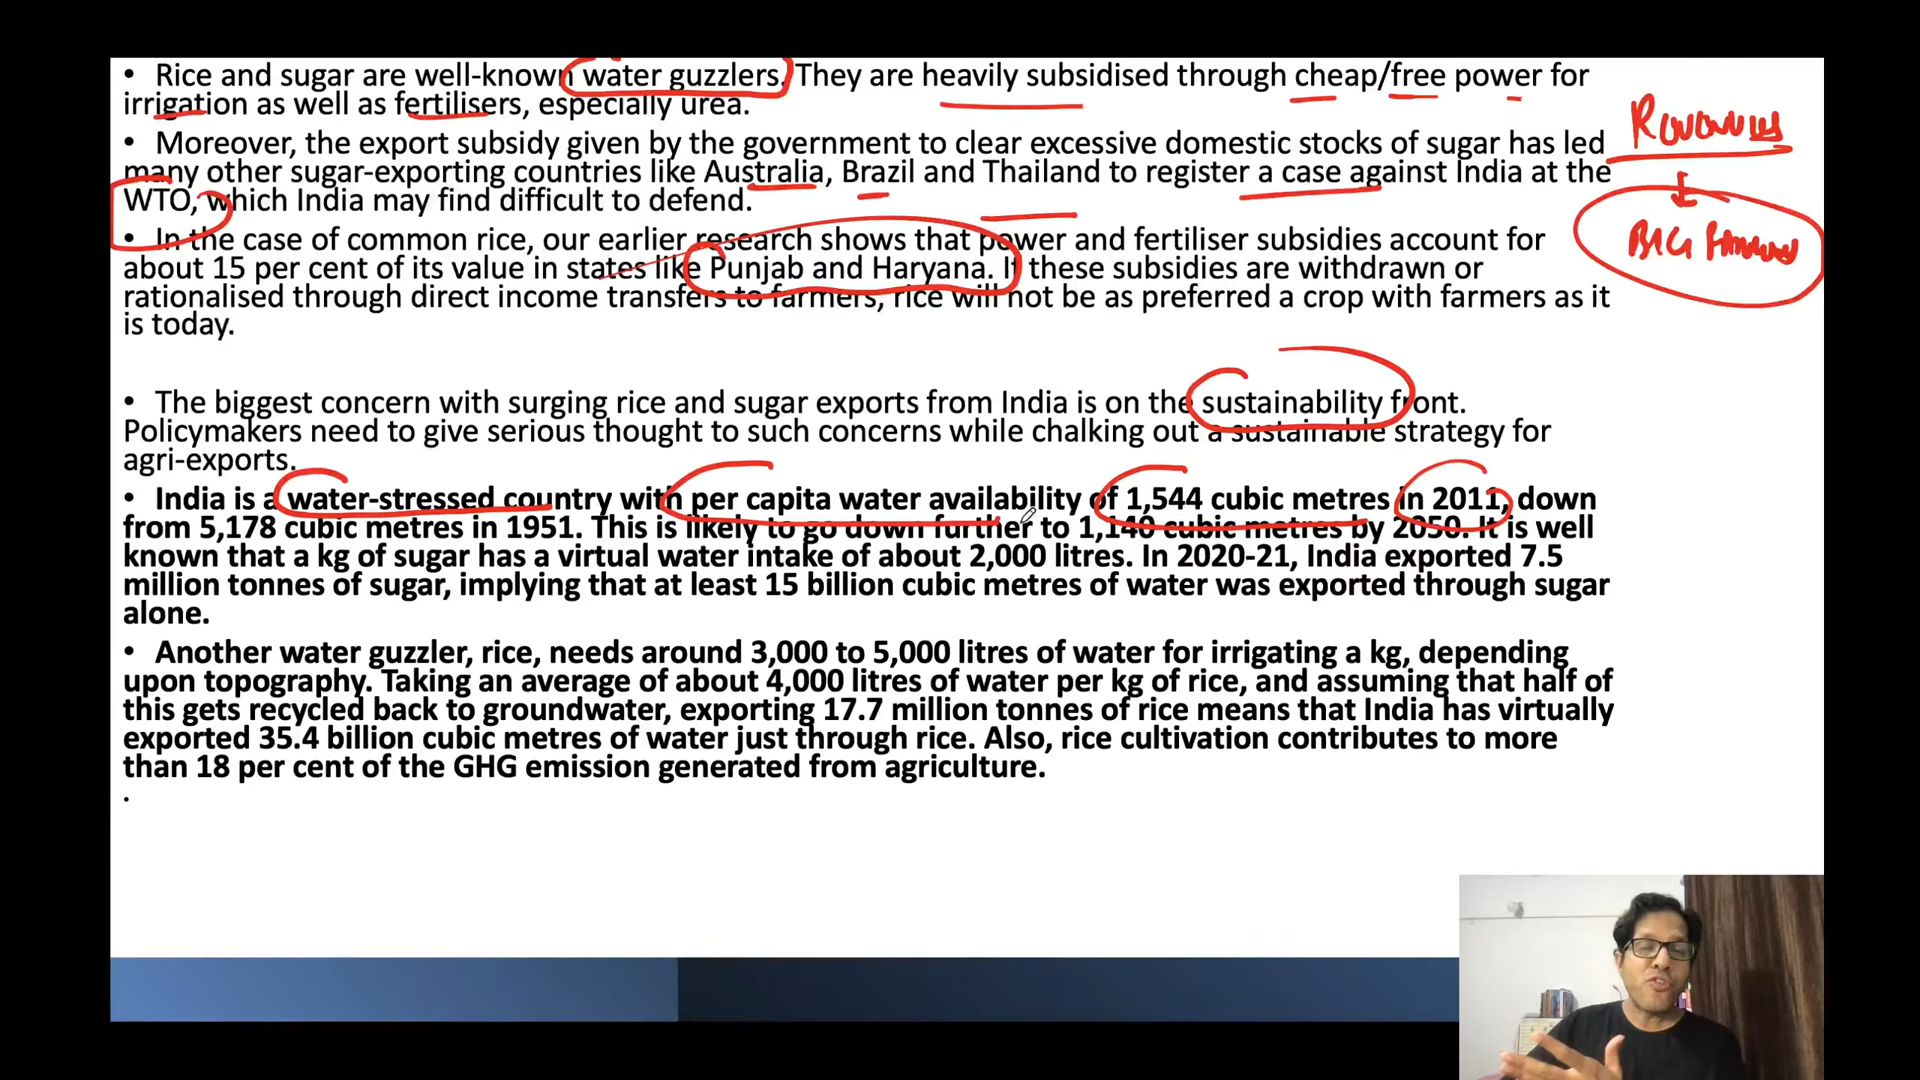 • Rice and sugar are well-known water guzzlers. They are heavily subsidised through cheap/free power for
irrigation as well as fertilisers, especially urea.
• Moreover, the export subsidy given by the government to clear excessive domestic stocks of sugar has led
many other sugar-exporting countries like Australia, Brazil and Thailand to register a case against India at the
WTO, which India may find difficult to defend.
• In the case of common rice, our earlier research shows that power and fertiliser subsidies account for
about 15 per cent of its value in states like Punjab and Haryana. If these subsidies are withdrawn or
rationalised through direct income transfers to farmers, rice will not be as preferred a crop with farmers as it
is today.
• The biggest concern with surging rice and sugar exports from India is on the sustainability front.
Policymakers need to give serious thought to such concerns while chalking out a sustainable strategy for
agri-exports.
• India is a water-stressed country with per capita water availability of 1,544 cubic metres in 2011, down
from 5,178 cubic metres in 1951. This is likely to go down further to 1,140 cubic metres by 2050. It is well
known that a kg of sugar has a virtual water intake of about 2,000 litres. In 2020-21, India exported 7.5
million tonnes of sugar, implying that at least 15 billion cubic metres of water was exported through sugar
alone.
• Another water guzzler, rice, needs around 3,000 to 5,000 litres of water for irrigating a kg, depending
upon topography. Taking an average of about 4,000 litres of water per kg of rice, and assuming that half of
this gets recycled back to groundwater, exporting 17.7 million tonnes of rice means that India has virtually
exported 35.4 billion cubic metres of water just through rice. Also, rice cultivation contributes to more
than 18 per cent of the GHG emission generated from agriculture.
.
BIG